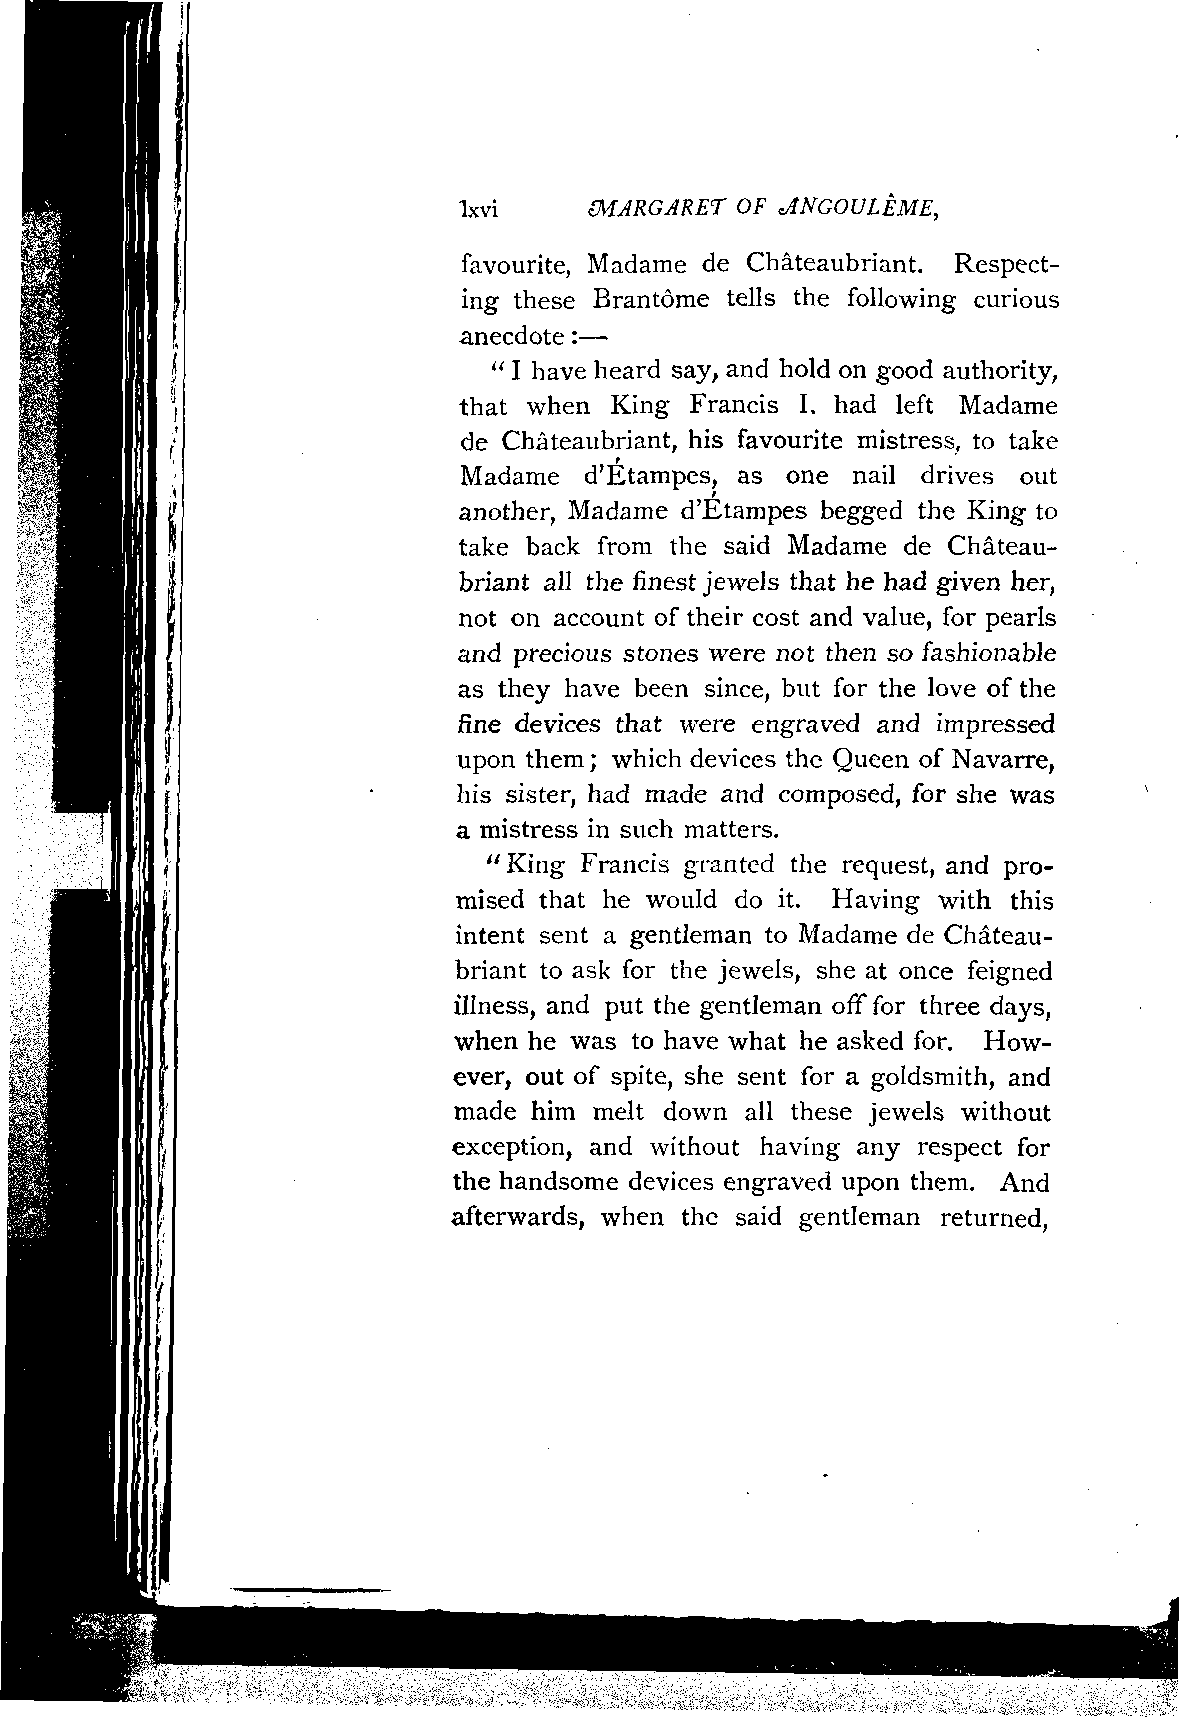 lxvi MARGARET OF ANGOULÊME,
favourite, Madame de Châteaubriant. Respect-
ing these Brantôme tells the following curious
anecdote :—
“ I have heard say, and hold on good authority,
that when King Francis I. had left Madame
de Châteaubriant, his favourite mistress, to take
Madame d’Étampes, as one nail drives out
another, Madame d’Étampes begged the King to
take back from the said Madame de Château-
briant all the finest jewels that he had given her,
not on account of their cost and value, for pearls
and precious stones were not then so fashionable
as they have been since, but for the love of the
fine devices that were engraved and impressed
upon them ; which devices the Queen of Navarre,
his sister, had made and composed, for she was
a mistress in such matters.
“ King Francis granted the request, and pro-
mised that he would do it. Having with this
intent sent a gentleman to Madame de Château-
briant to ask for the jewels, she at once feigned
illness, and put the gentleman off for three days,
when he was to have what he asked for. How-
ever, out of spite, she sent for a goldsmith, and
made him melt down all these jewels without
exception, and without having any respect for
the handsome devices engraved upon them. And
afterwards, when the said gentleman returned,